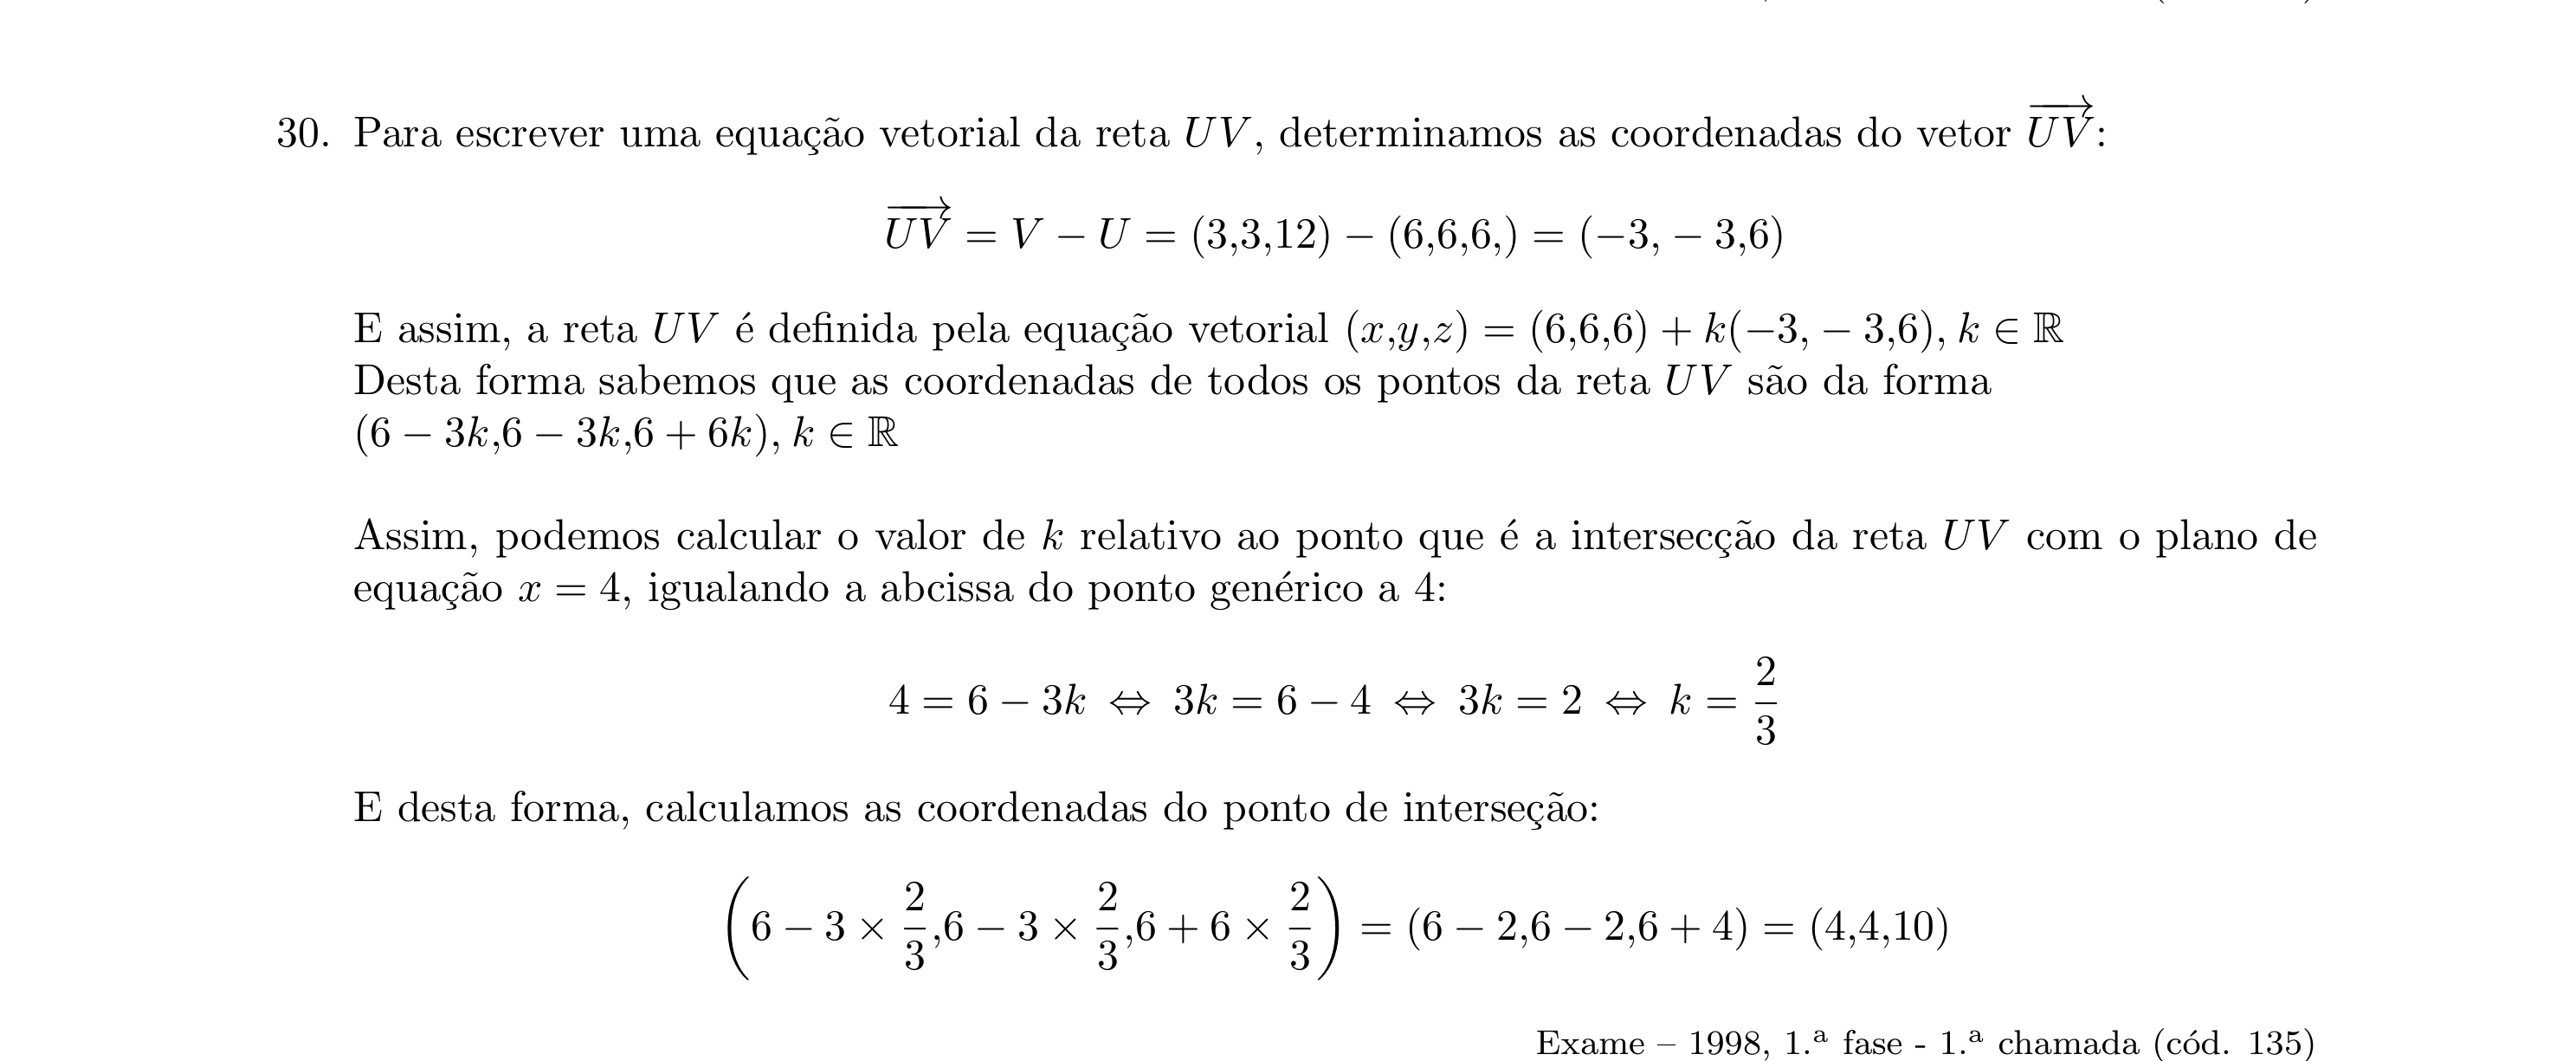 30. Para escrever uma equação vetorial da reta UV, determinamos as coordenadas do vetor $\overrightarrow{UV}$:
$\overrightarrow{UV} = V - U = (3,3,12) - (6,6,6,) = (-3, -3,6)$
E assim, a reta UV é definida pela equação vetorial $(x,y,z) = (6,6,6) + k(-3, -3,6), k \in \mathbb{R}$
Desta forma sabemos que as coordenadas de todos os pontos da reta UV são da forma
$(6 - 3k,6 - 3k,6 + 6k), k \in \mathbb{R}$
Assim, podemos calcular o valor de k relativo ao ponto que é a intersecção da reta UV com o plano de
equação $x = 4$, igualando a abcissa do ponto genérico a 4:
$4 = 6 - 3k \Leftrightarrow 3k = 6 - 4 \Leftrightarrow 3k = 2 \Leftrightarrow k = \frac{2}{3}$
E desta forma, calculamos as coordenadas do ponto de interseção:
$\left(6 - 3 \times \frac{2}{3},6 - 3 \times \frac{2}{3},6 + 6 \times \frac{2}{3}\right) = (6 - 2,6 - 2,6 + 4) = (4,4,10)$
Exame – 1998, 1.ª fase - 1.ª chamada (cód. 135)